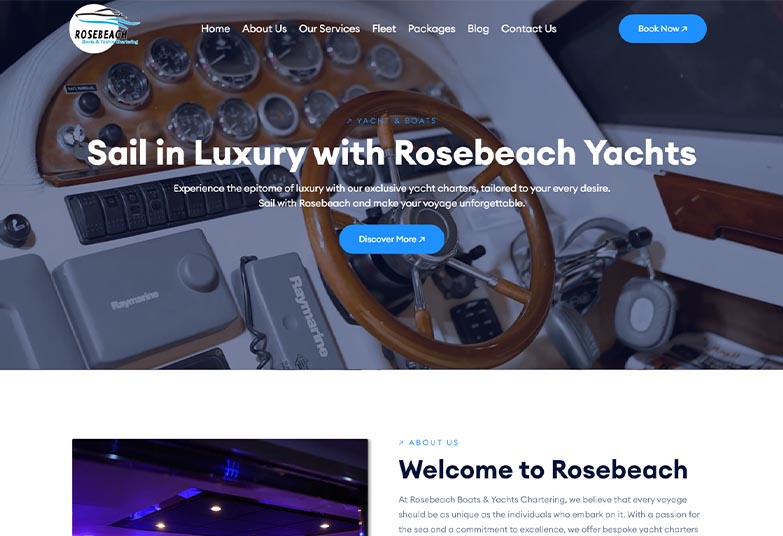 ROSEBEACH
Boats & Yachts Chartering
Home About Us Our Services Fleet Packages Blog Contact Us
Book Now ↗
↗ YACHT & BOATS
Sail in Luxury with Rosebeach Yachts
Experience the epitome of luxury with our exclusive yacht charters, tailored to your every desire.
Sail with Rosebeach and make your voyage unforgettable.
Discover More ↗
Raymarine
Raymarine
↗ ABOUT US
Welcome to Rosebeach
At Rosebeach Boats & Yachts Chartering, we believe that every voyage
should be as unique as the individuals who embark on it. With a passion for
the sea and a commitment to excellence, we offer bespoke yacht charters